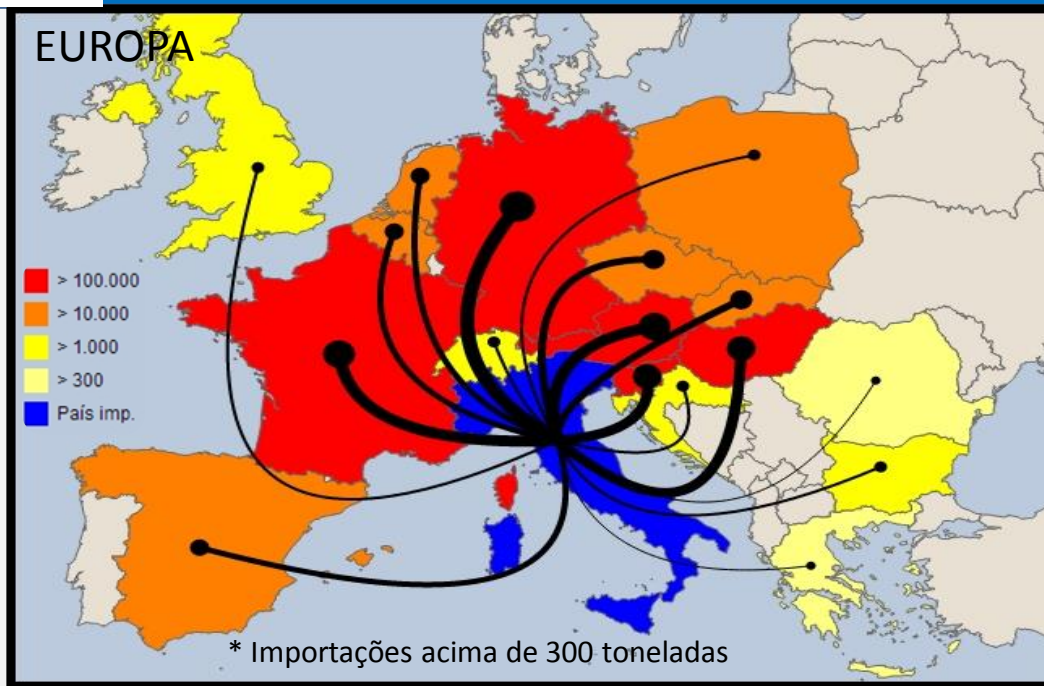 EUROPA
> 100.000
> 10.000
> 1.000
> 300
País imp.
* Importações acima de 300 toneladas